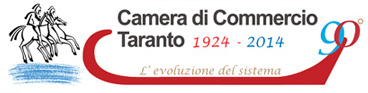 Camera di Commercio
Taranto 1924 - 2014 90°
L'evoluzione del sistema